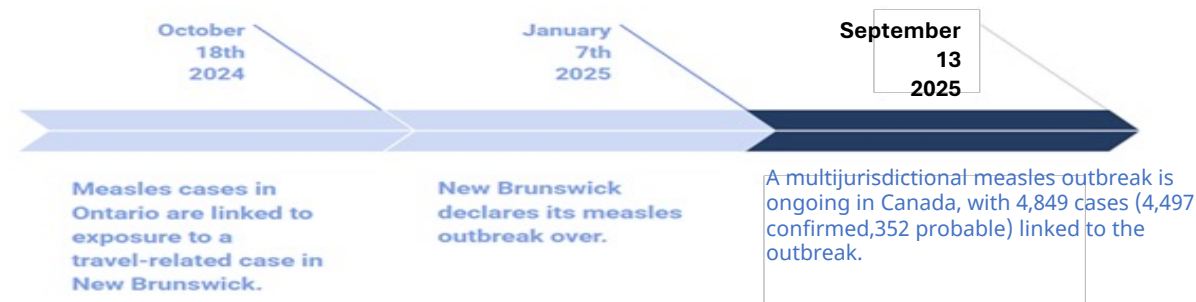 October
18th
2024
Measles cases in
Ontario are linked to
exposure to a
travel-related case in
New Brunswick.
January
7th
2025
New Brunswick
declares its measles
outbreak over.
September
13
2025
A multijurisdictional measles outbreak is
ongoing in Canada, with 4,849 cases (4,497
confirmed,352 probable) linked to the
outbreak.